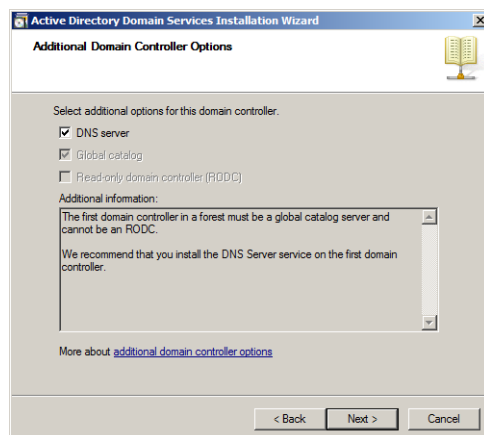 Active Directory Domain Services Installation Wizard
Additional Domain Controller Options
Select additional options for this domain controller.
DNS server
Global catalog
Read-only domain controller (RODC)
Additional information:
The first domain controller in a forest must be a global catalog server and
cannot be an RODC.
We recommend that you install the DNS Server service on the first domain
controller.
More about additional domain controller options
< Back Next > Cancel